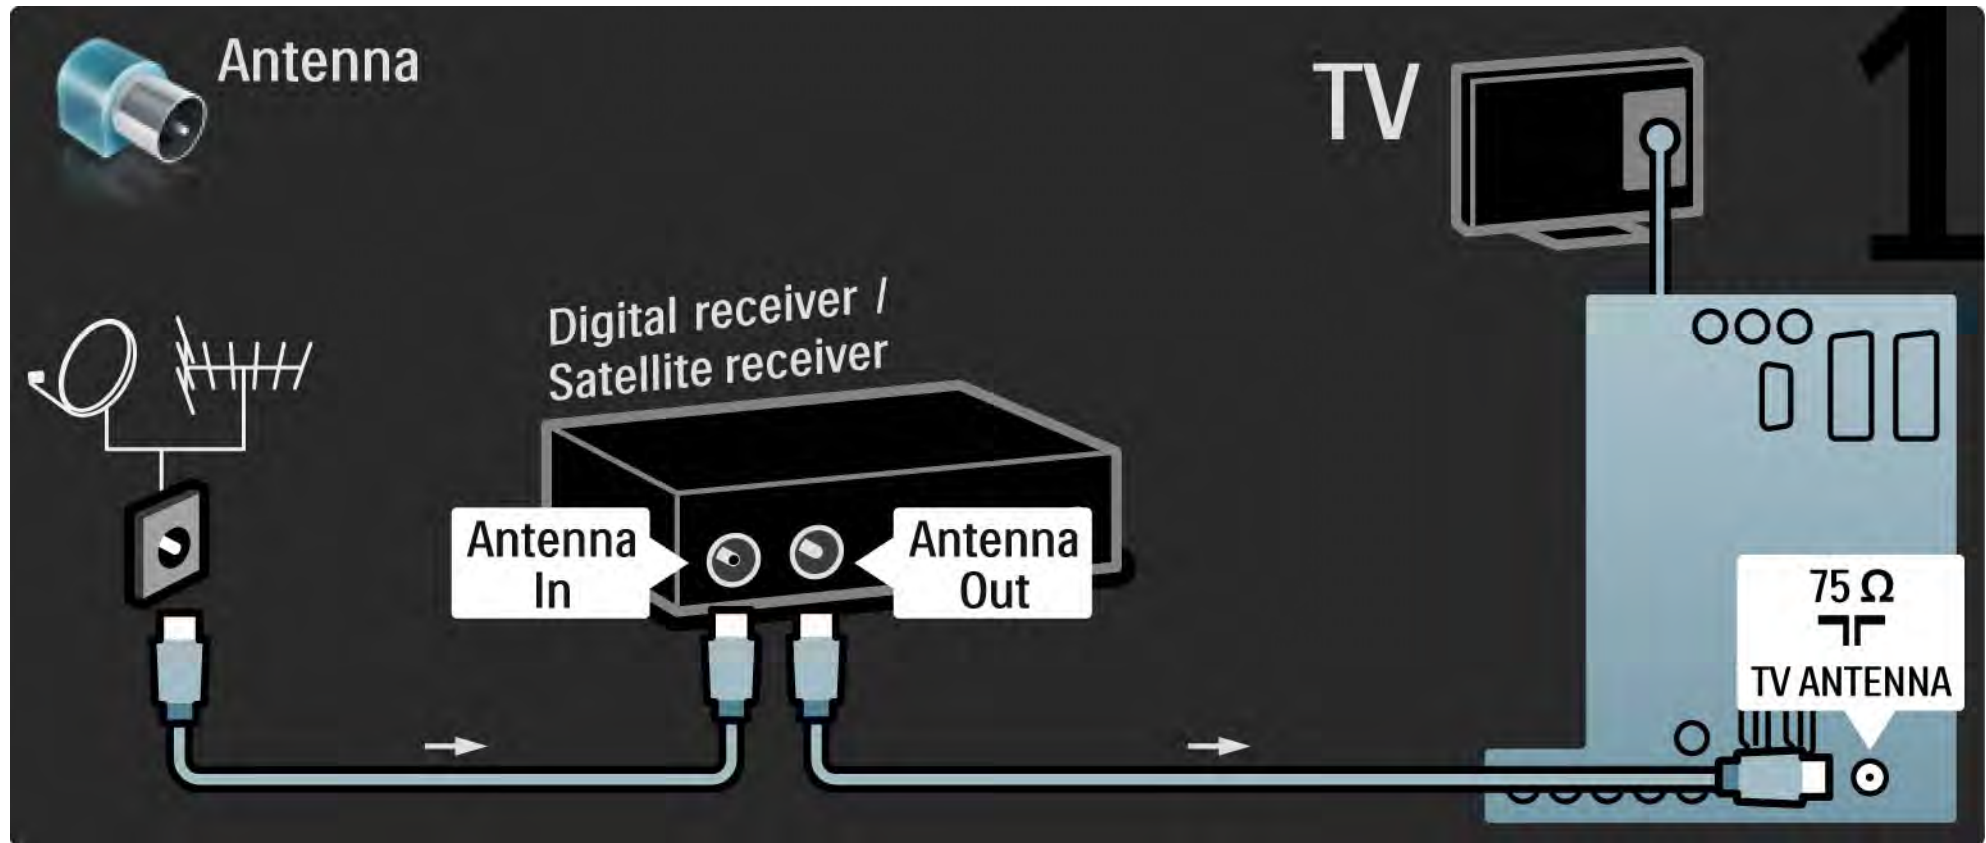 Antenna
TV
1
Digital receiver /
Satellite receiver
Antenna
In
Antenna
Out
75 Ω
TV ANTENNA